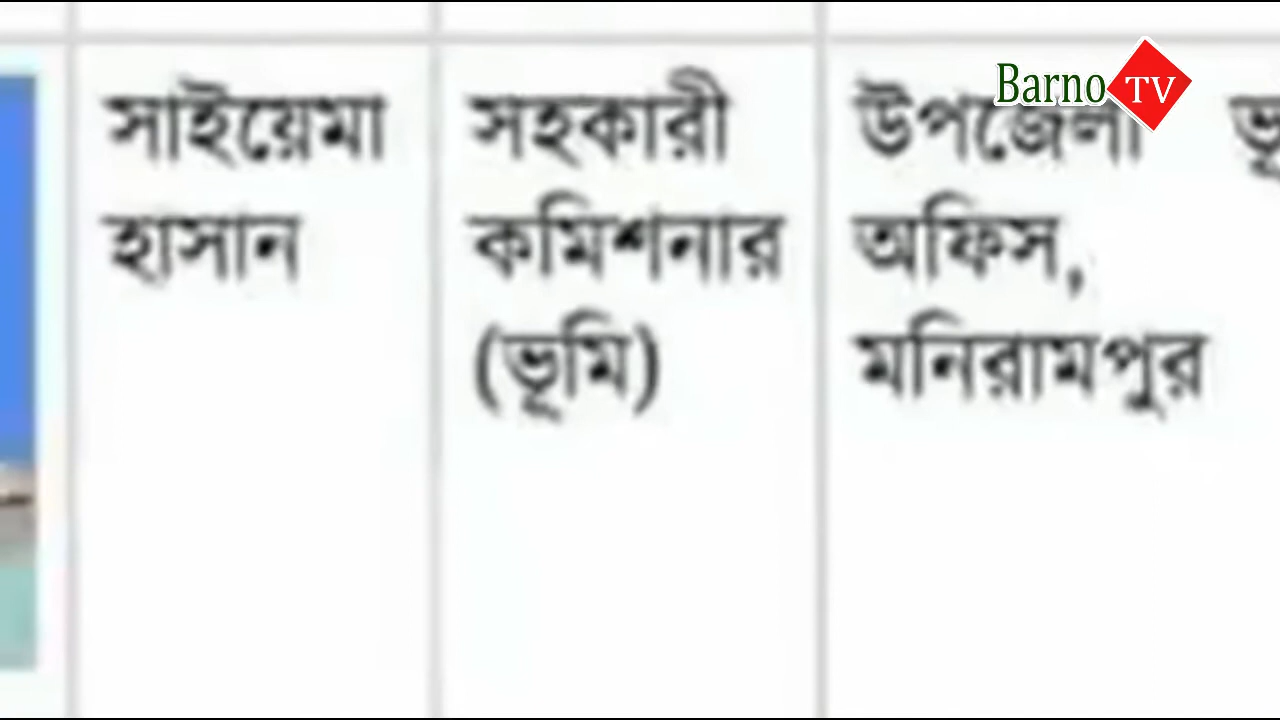 Barno TV
সাইয়েমা
হাসান
সহকারী
কমিশনার
(ভূমি)
উপজেলা
অফিস,
মনিরামপুর